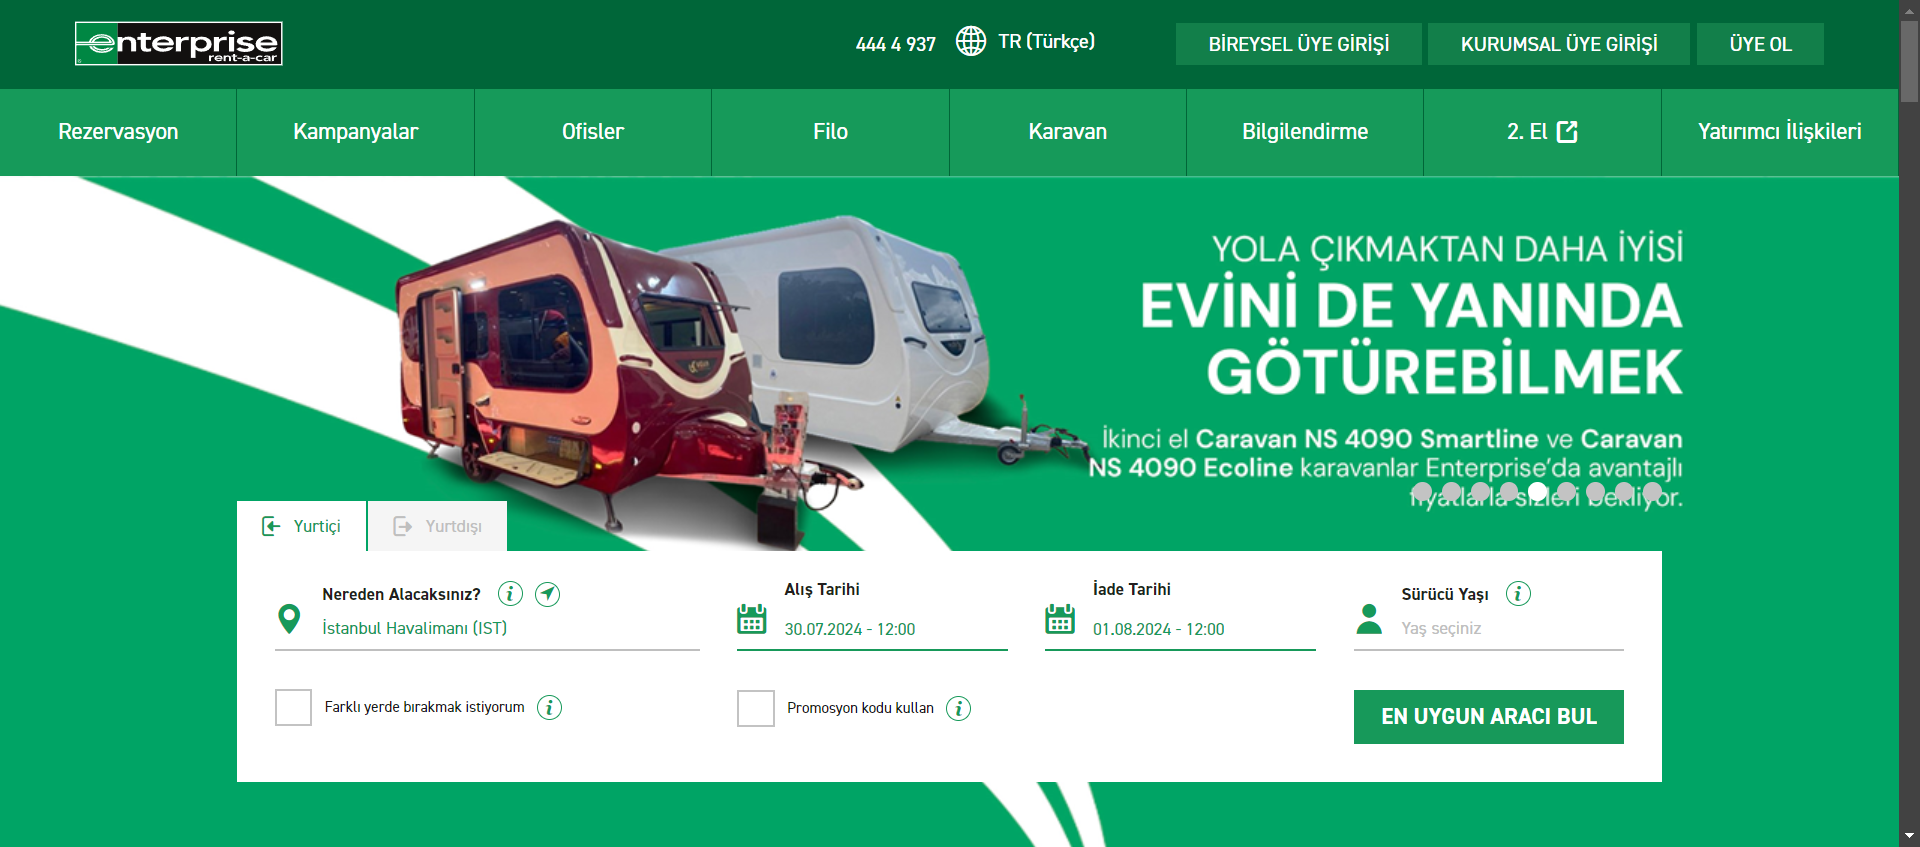 enterprise
rent-a-car
444 4 937
TR (Türkçe)
BİREYSEL ÜYE GİRİŞİ
KURUMSAL ÜYE GİRİŞİ
ÜYE OL
Rezervasyon
Kampanyalar
Ofisler
Filo
Karavan
Bilgilendirme
2. El
Yatırımcı İlişkileri
YOLA ÇIKMAKTAN DAHA İYİSİ
EVİNİ DE YANINDA
GÖTÜREBİLMEK
İkinci el Caravan NS 4090 Smartline ve Caravan
NS 4090 Ecoline karavanlar Enterprise’da avantajlı
fiyatlarla sizleri bekliyor.
Yurtiçi
Yurtdışı
Nereden Alacaksınız?
İstanbul Havalimanı (IST)
Alış Tarihi
30.07.2024 - 12:00
İade Tarihi
01.08.2024 - 12:00
Sürücü Yaşı
Yaş seçiniz
Farklı yerde bırakmak istiyorum
Promosyon kodu kullan
EN UYGUN ARACI BUL